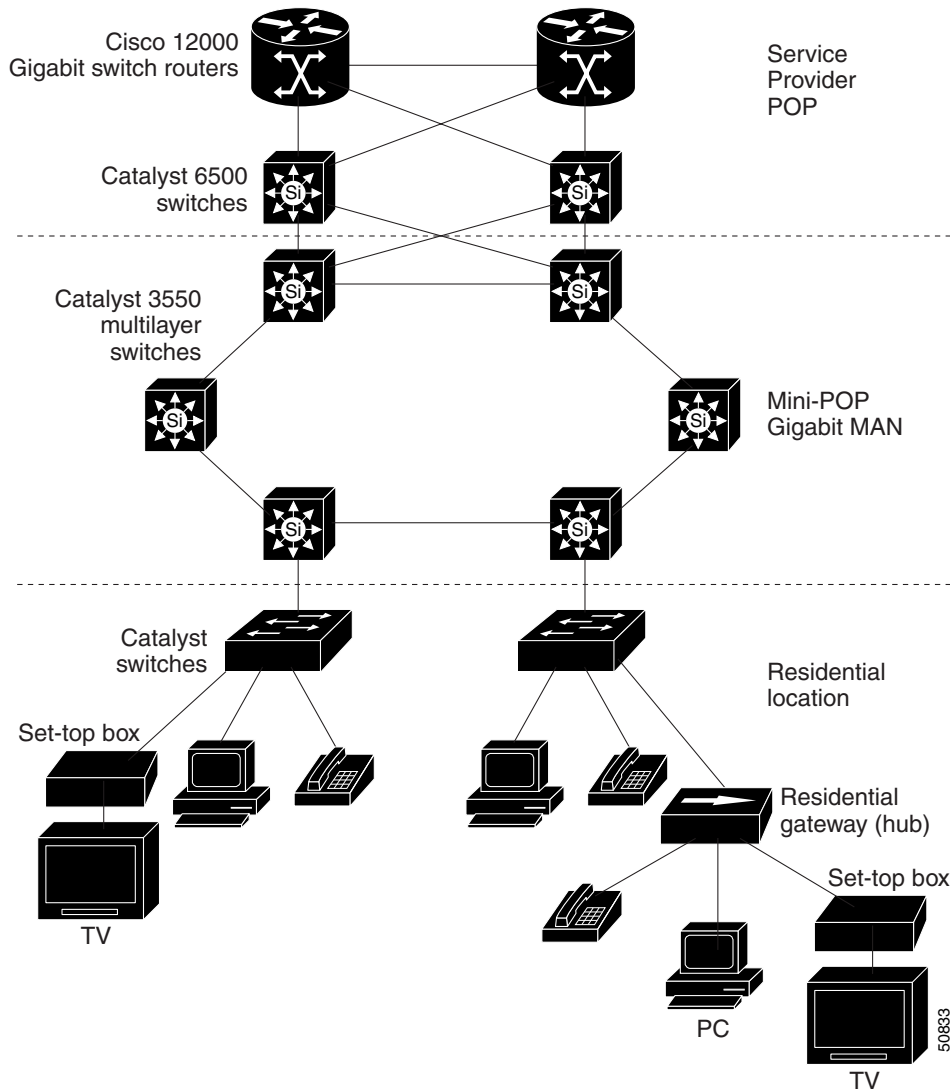 Cisco 12000
Gigabit switch routers
Service
Provider
POP
Catalyst 6500
switches
Si
Si
Si
Si
Catalyst 3550
multilayer
switches
Si
Si
Mini-POP
Gigabit MAN
Si
Si
Catalyst
switches
Residential
location
Set-top box
TV
Residential
gateway (hub)
Set-top box
PC
TV
50833